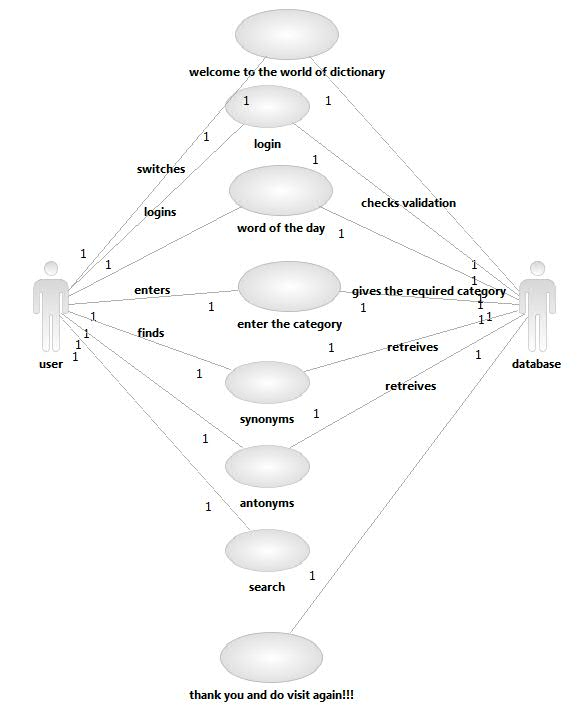 welcome to the world of dictionary
1
1
1
login
1
switches
checks validation
logins
word of the day
1
1
1
1
1
enters
gives the required category
1
1
1
1
1
1
1
enter the category
finds
1
1
1
retreives
1
1
user
database
1
retreives
synonyms
1
1
antonyms
1
1
search
thank you and do visit again!!!